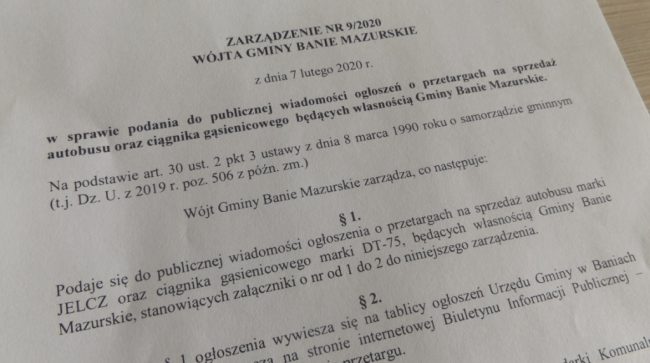 ZARZĄDZENIE NR 9/2020
WÓJTA GMINY BANIE MAZURSKIE
z dnia 7 lutego 2020 r.
w sprawie podania do publicznej wiadomości ogłoszeń o przetargach na sprzedaż
autobusu oraz ciągnika gąsienicowego będących własnością Gminy Banie Mazurskie.
Na podstawie art. 30 ust. 2 pkt 3 ustawy z dnia 8 marca 1990 roku o samorządzie gminnym
(t.j. Dz. U. z 2019 r. poz. 506 z późn. zm.)
Wójt Gminy Banie Mazurskie zarządza, co następuje:
§ 1.
Podaje się do publicznej wiadomości ogłoszenia o przetargach na sprzedaż autobusu marki
JELCZ oraz ciągnika gąsienicowego marki DT-75, będących własnością Gminy Banie
Mazurskie, stanowiących załączniki o nr od 1 do 2 do niniejszego zarządzenia.
§ 2.
§ 1 ogłoszenia wywiesza się na tablicy ogłoszeń Urzędu Gminy w Baniach
na stronie internetowej Biuletynu Informacji Publicznej –
przetargu.
Komunal